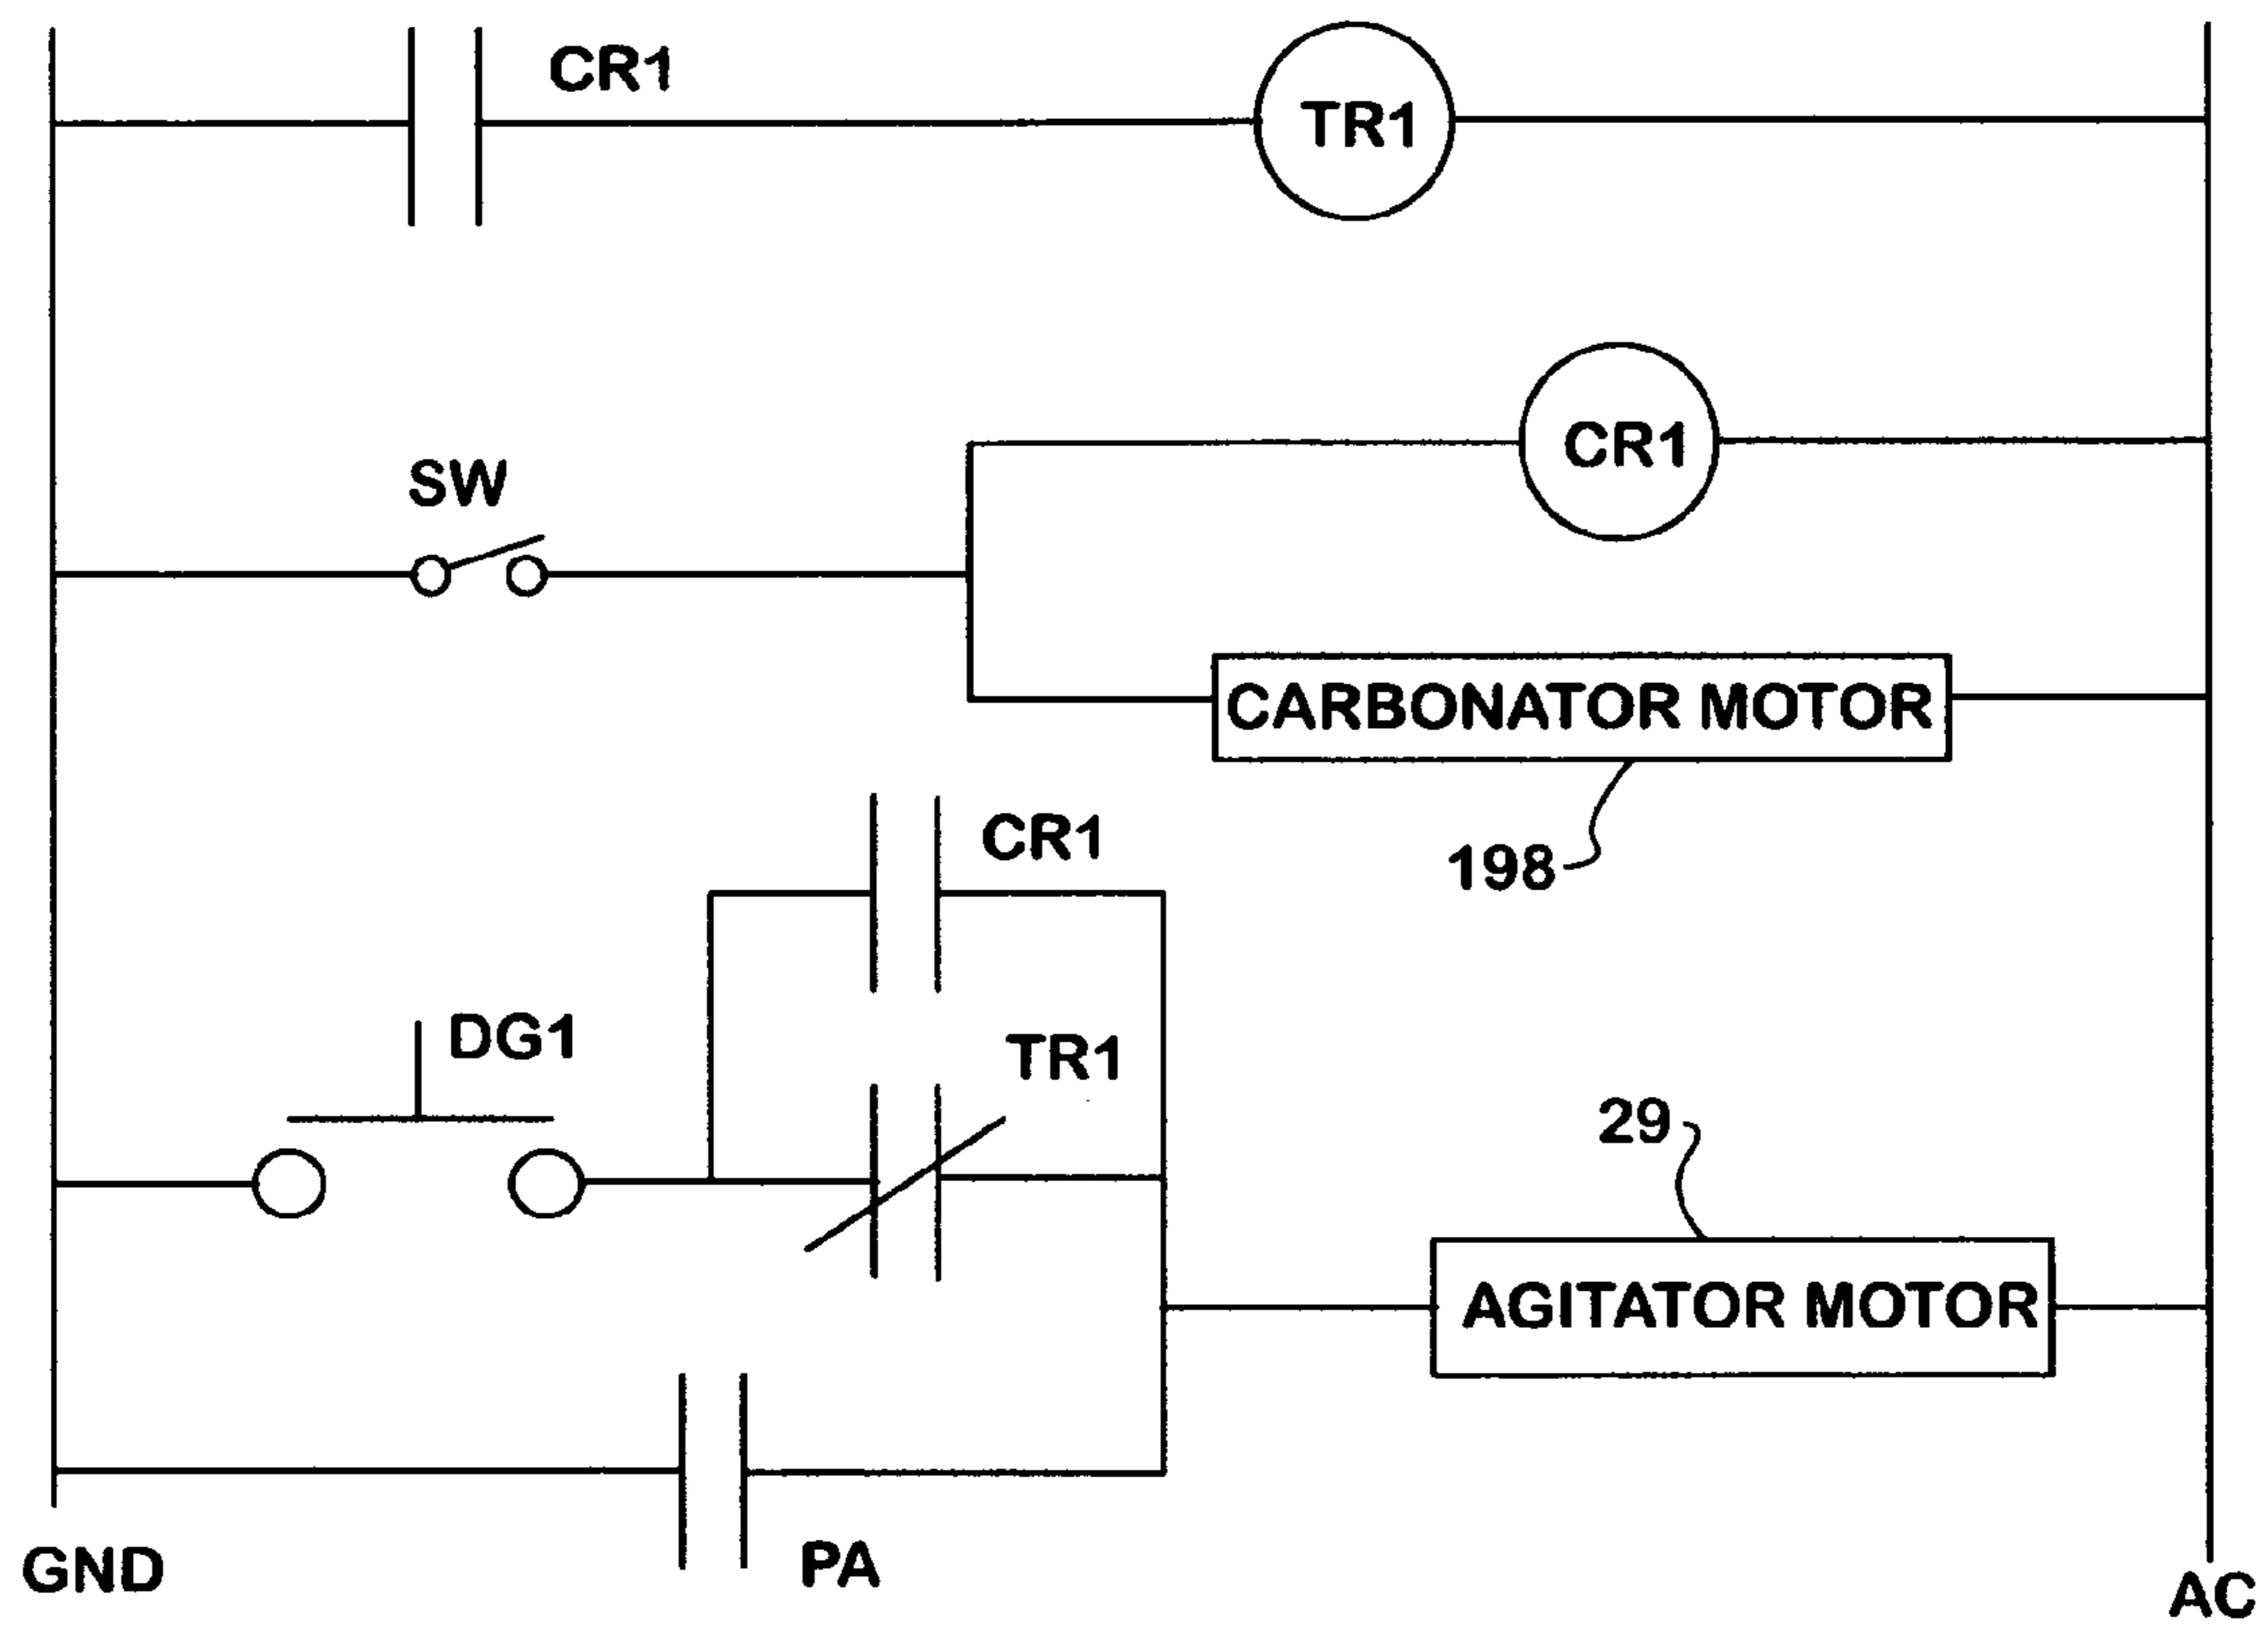 CR1
TR1
CR1
SW
CARBONATOR MOTOR
198
CR1
DG1
TR1
29
AGITATOR MOTOR
PA
GND
AC